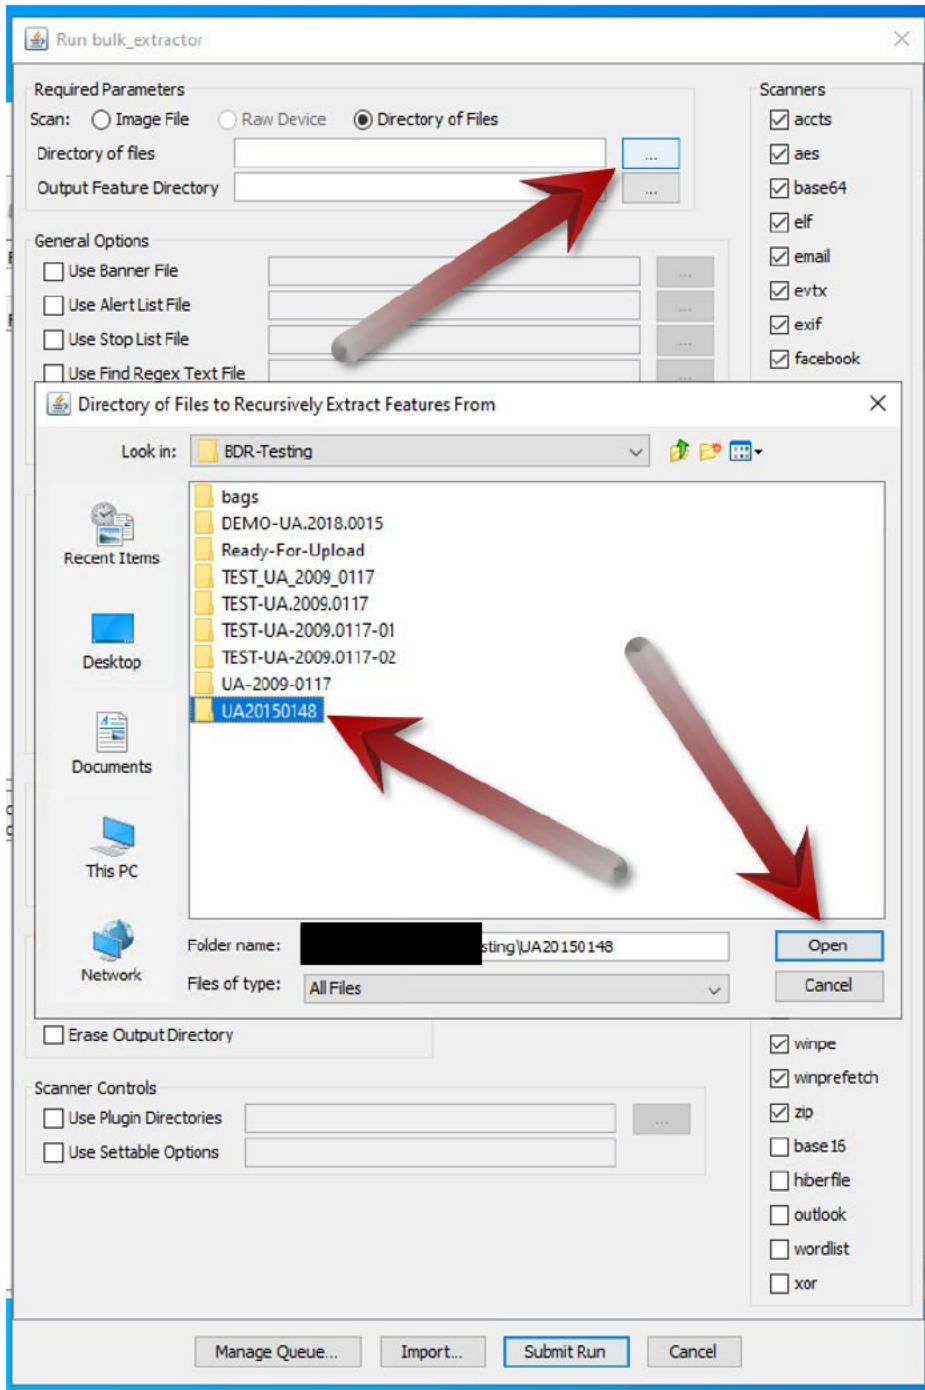 Run bulk_extractor
Required Parameters
Scan: Image File Raw Device Directory of Files
Directory of files ...
Output Feature Directory ...
General Options
Use Banner File ...
Use Alert List File ...
Use Stop List File ...
Use Find Regex Text File ...
Scanners
accts
aes
base64
elf
email
evtx
exif
facebook
Directory of Files to Recursively Extract Features From
Look in: BDR-Testing
Recent Items
Desktop
Documents
This PC
Network
bags
DEMO-UA.2018.0015
Ready-For-Upload
TEST_UA_2009_0117
TEST-UA.2009.0117
TEST-UA-2009.0117-01
TEST-UA-2009.0117-02
UA-2009-0117
UA20150148
Folder name: sting\UA20150148 Open
Files of type: All Files Cancel
Erase Output Directory
Scanner Controls
Use Plugin Directories ...
Use Settable Options
winpe
winprefetch
zip
base16
hiberfile
outlook
wordlist
xor
Manage Queue... Import... Submit Run Cancel